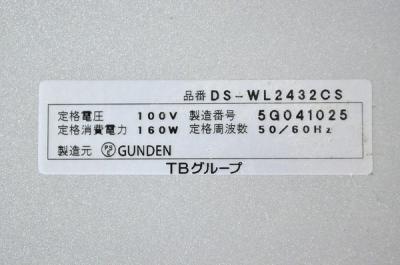 品番 DS-WL2432CS
定格電圧 100V 製造番号 5G041025
定格消費電力 160W 定格周波数 50/60Hz
製造元 PSE GUNDEN
TBグループ